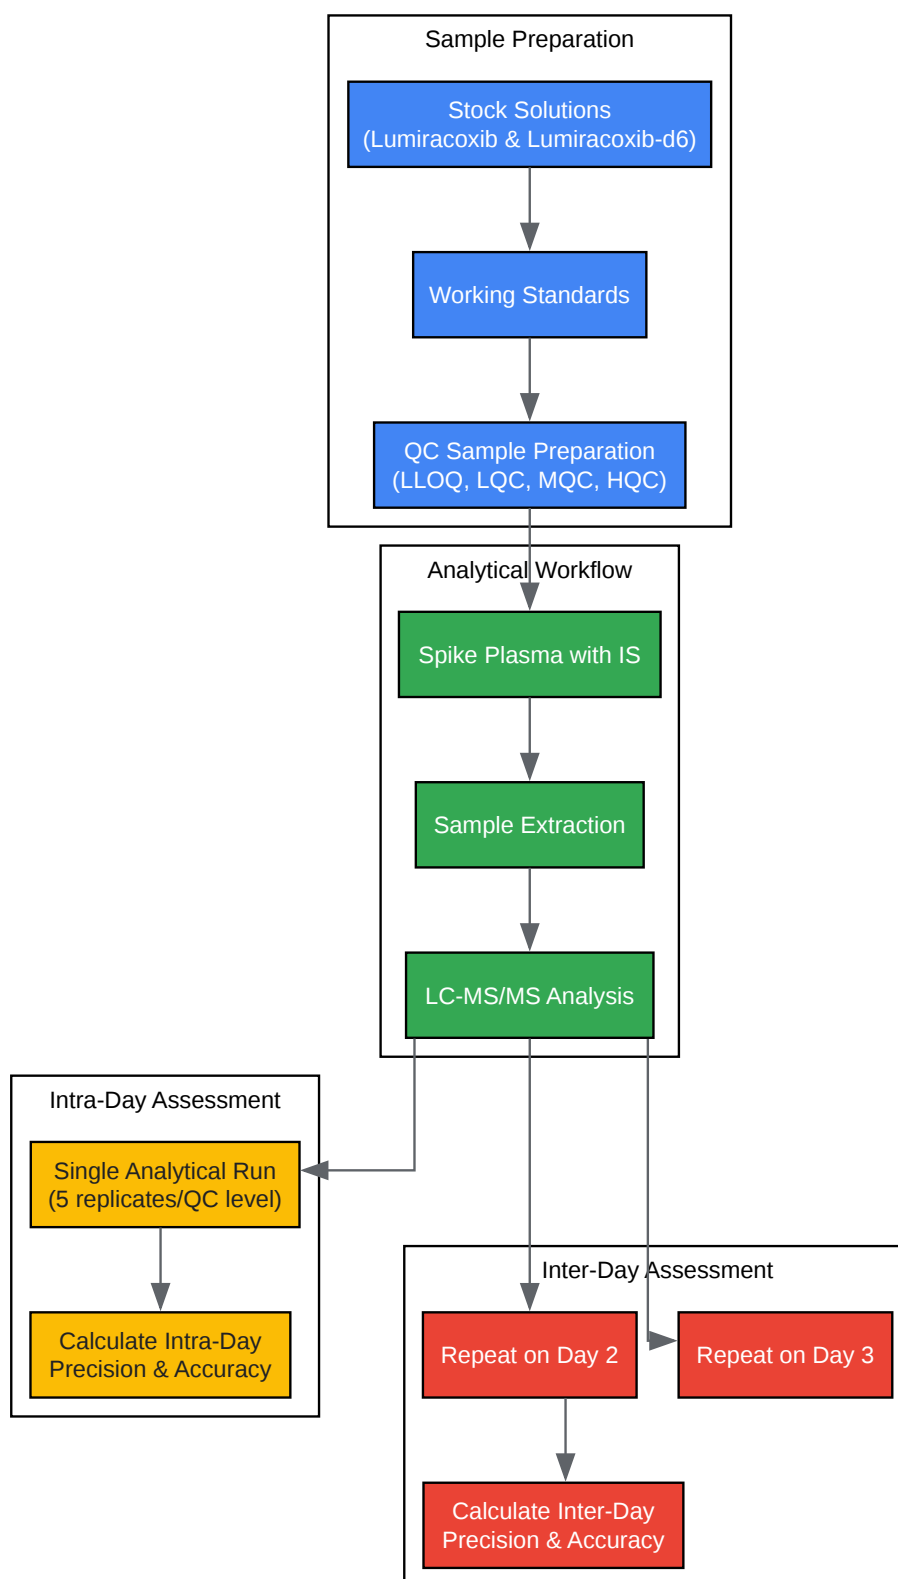 Sample Preparation
Stock Solutions
(Lumiracoxib & Lumiracoxib-d6)
Working Standards
QC Sample Preparation
(LLOQ, LQC, MQC, HQC)
Analytical Workflow
Spike Plasma with IS
Sample Extraction
LC-MS/MS Analysis
Intra-Day Assessment
Single Analytical Run
(5 replicates/QC level)
Calculate Intra-Day
Precision & Accuracy
Inter-Day Assessment
Repeat on Day 2
Repeat on Day 3
Calculate Inter-Day
Precision & Accuracy